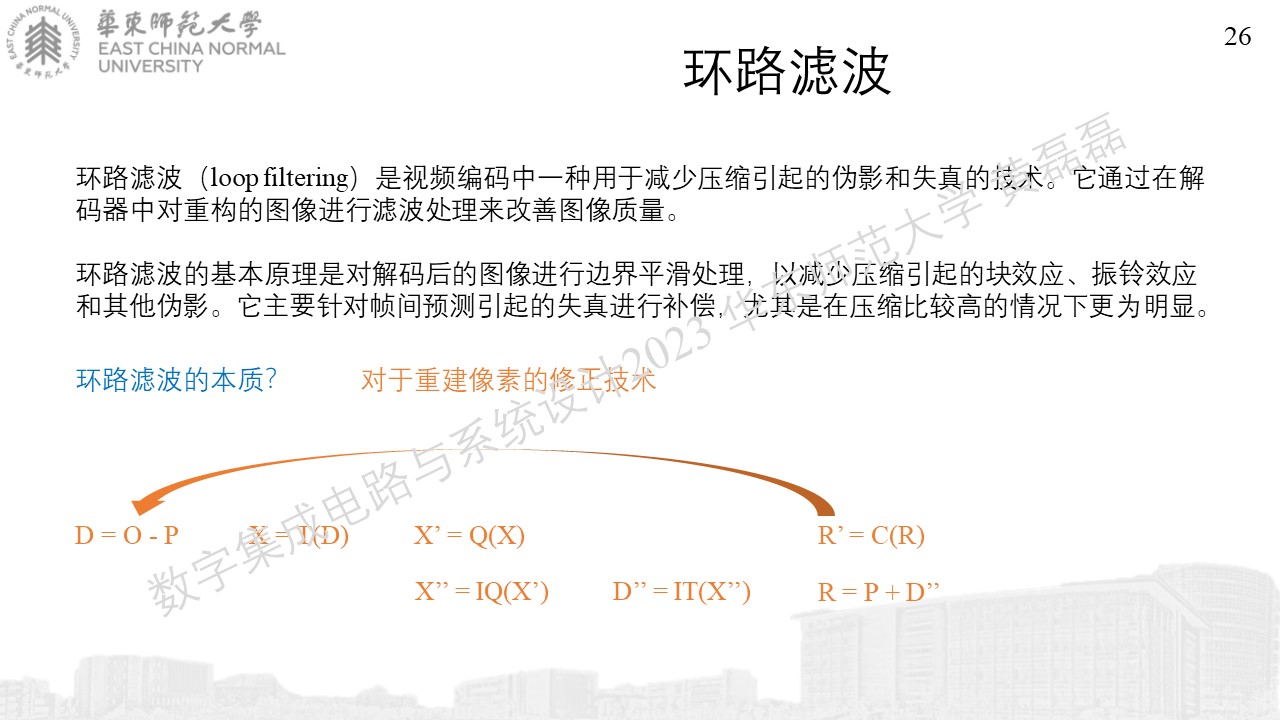 華東師範大學
EAST CHINA NORMAL
UNIVERSITY
26
环路滤波
环路滤波（loop filtering）是视频编码中一种用于减少压缩引起的伪影和失真的技术。它通过在解
码器中对重构的图像进行滤波处理来改善图像质量。
环路滤波的基本原理是对解码后的图像进行边界平滑处理，以减少压缩引起的块效应、振铃效应
和其他伪影。它主要针对帧间预测引起的失真进行补偿，尤其是在压缩比较高的情况下更为明显。
环路滤波的本质？ 对于重建像素的修正技术
D = O - P X = T(D) X’ = Q(X) R’ = C(R)
X’’ = IQ(X’) D’’ = IT(X’’) R = P + D’’
数字集成电路与系统设计2023 华东师范大学 黄磊磊